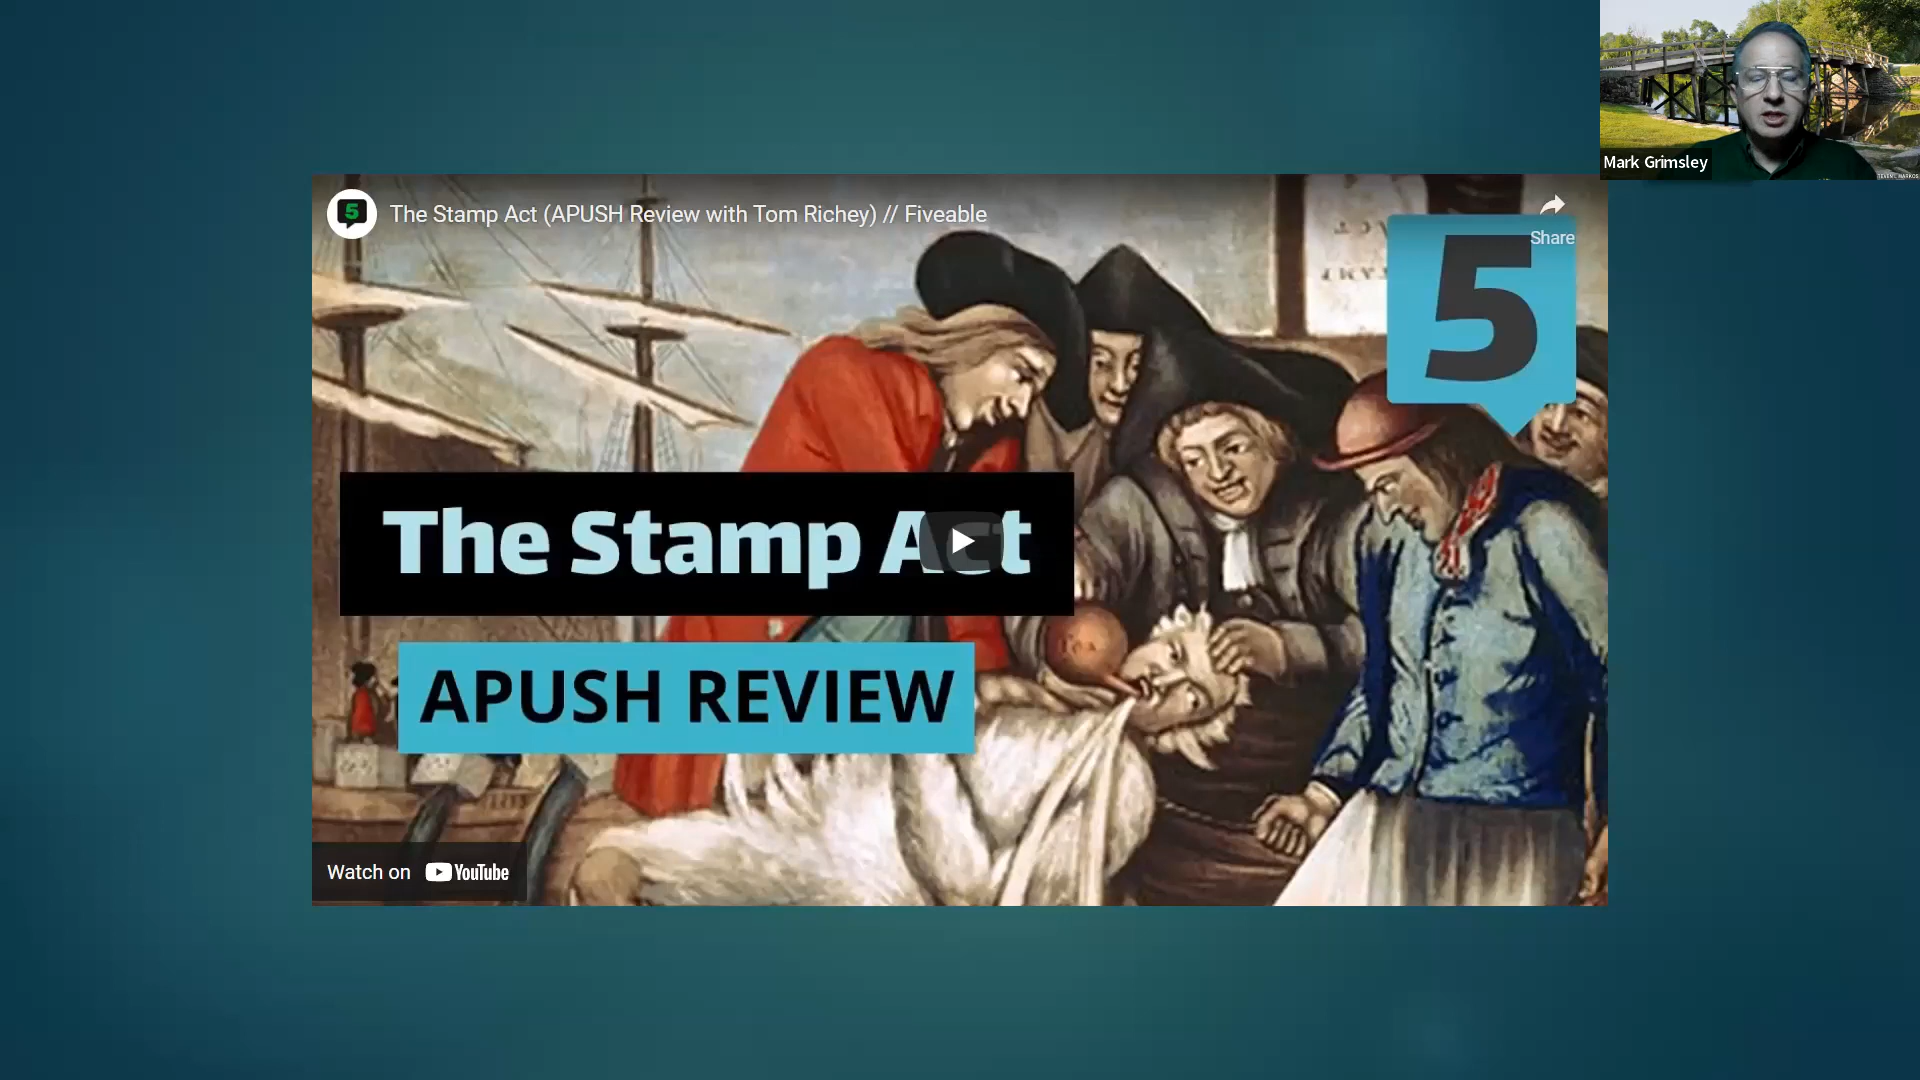 Mark Grimsley
The Stamp Act (APUSH Review with Tom Richey) // Fiveable
5
Share
5
The Stamp Act
APUSH REVIEW
Watch on YouTube